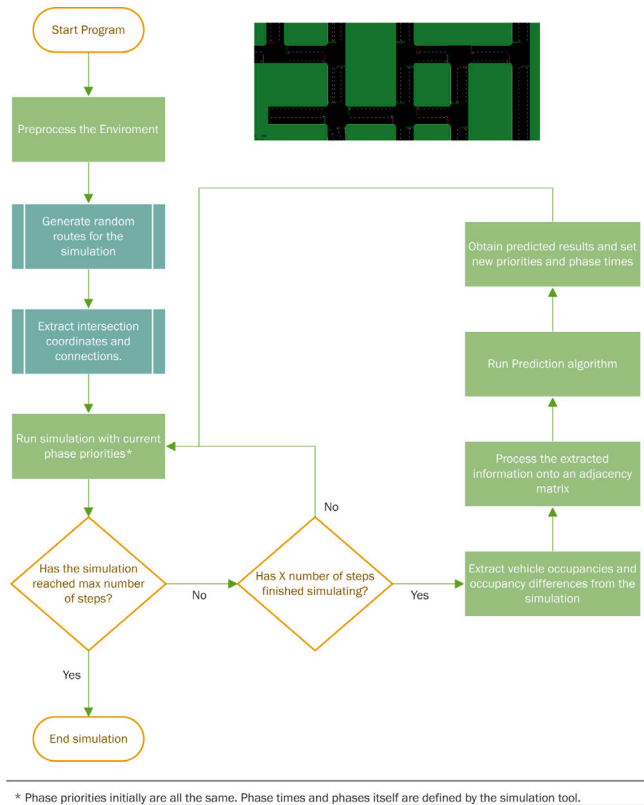 Start Program
Preprocess the Enviroment
Generate random
routes for the
simulation
Extract intersection
coordinates and
connections.
Run simulation with current
phase priorities*
Has the simulation
reached max number
of steps?
No
Has X number of steps
finished simulating?
No
Yes
Extract vehicle occupancies and
occupancy differences from the
simulation
Process the extracted
information onto an adjacency
matrix
Run Prediction algorithm
Obtain predicted results and set
new priorities and phase times
Yes
End simulation
* Phase priorities initially are all the same. Phase times and phases itself are defined by the simulation tool.